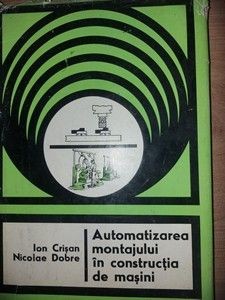 Ion Crișan
Nicolae Dobre
Automatizarea
montajului
în construcția
de mașini